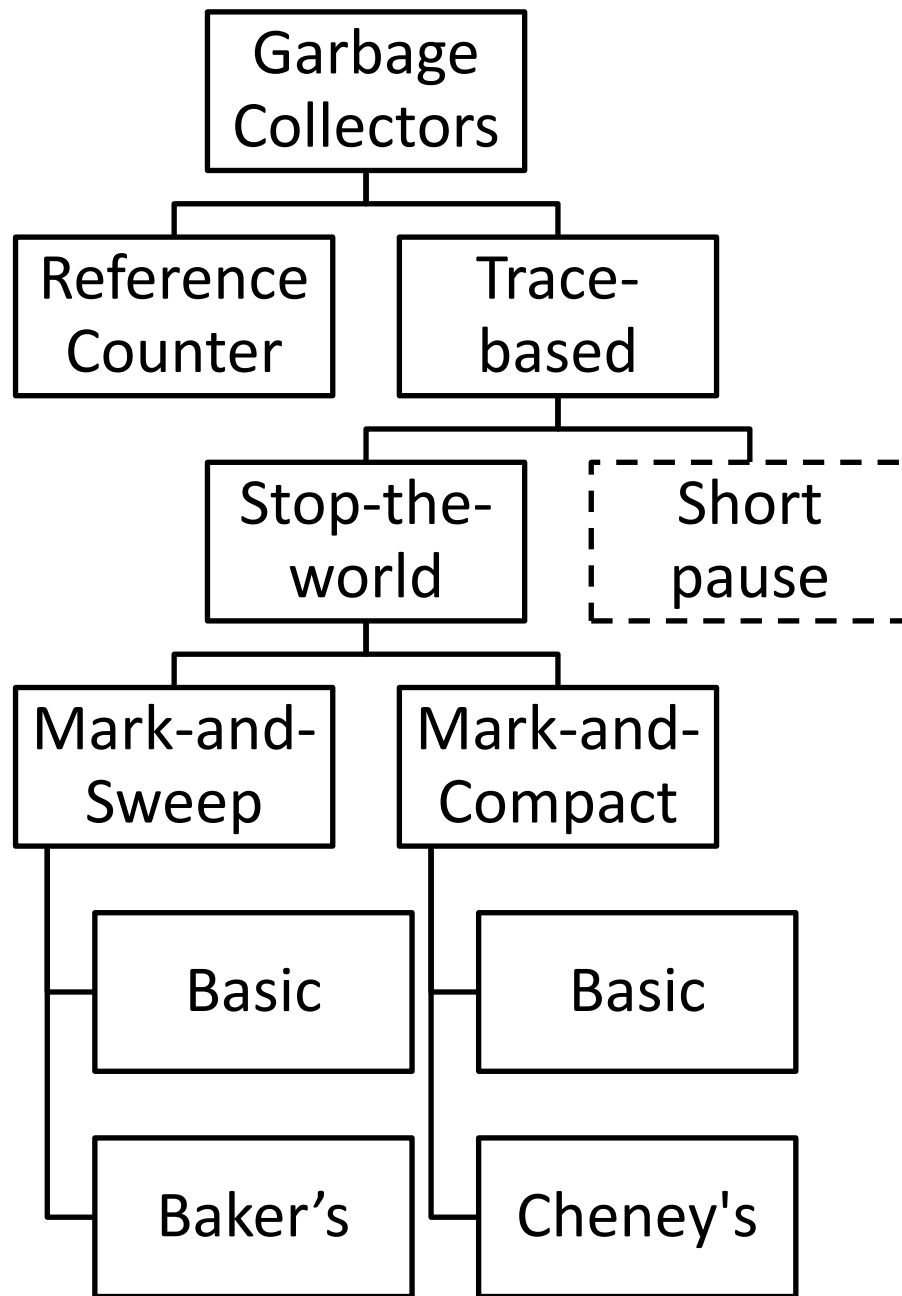 Garbage
Collectors
Reference
Counter
Trace-
based
Stop-the-
world
Short
pause
Mark-and-
Sweep
Mark-and-
Compact
Basic
Basic
Baker’s
Cheney's